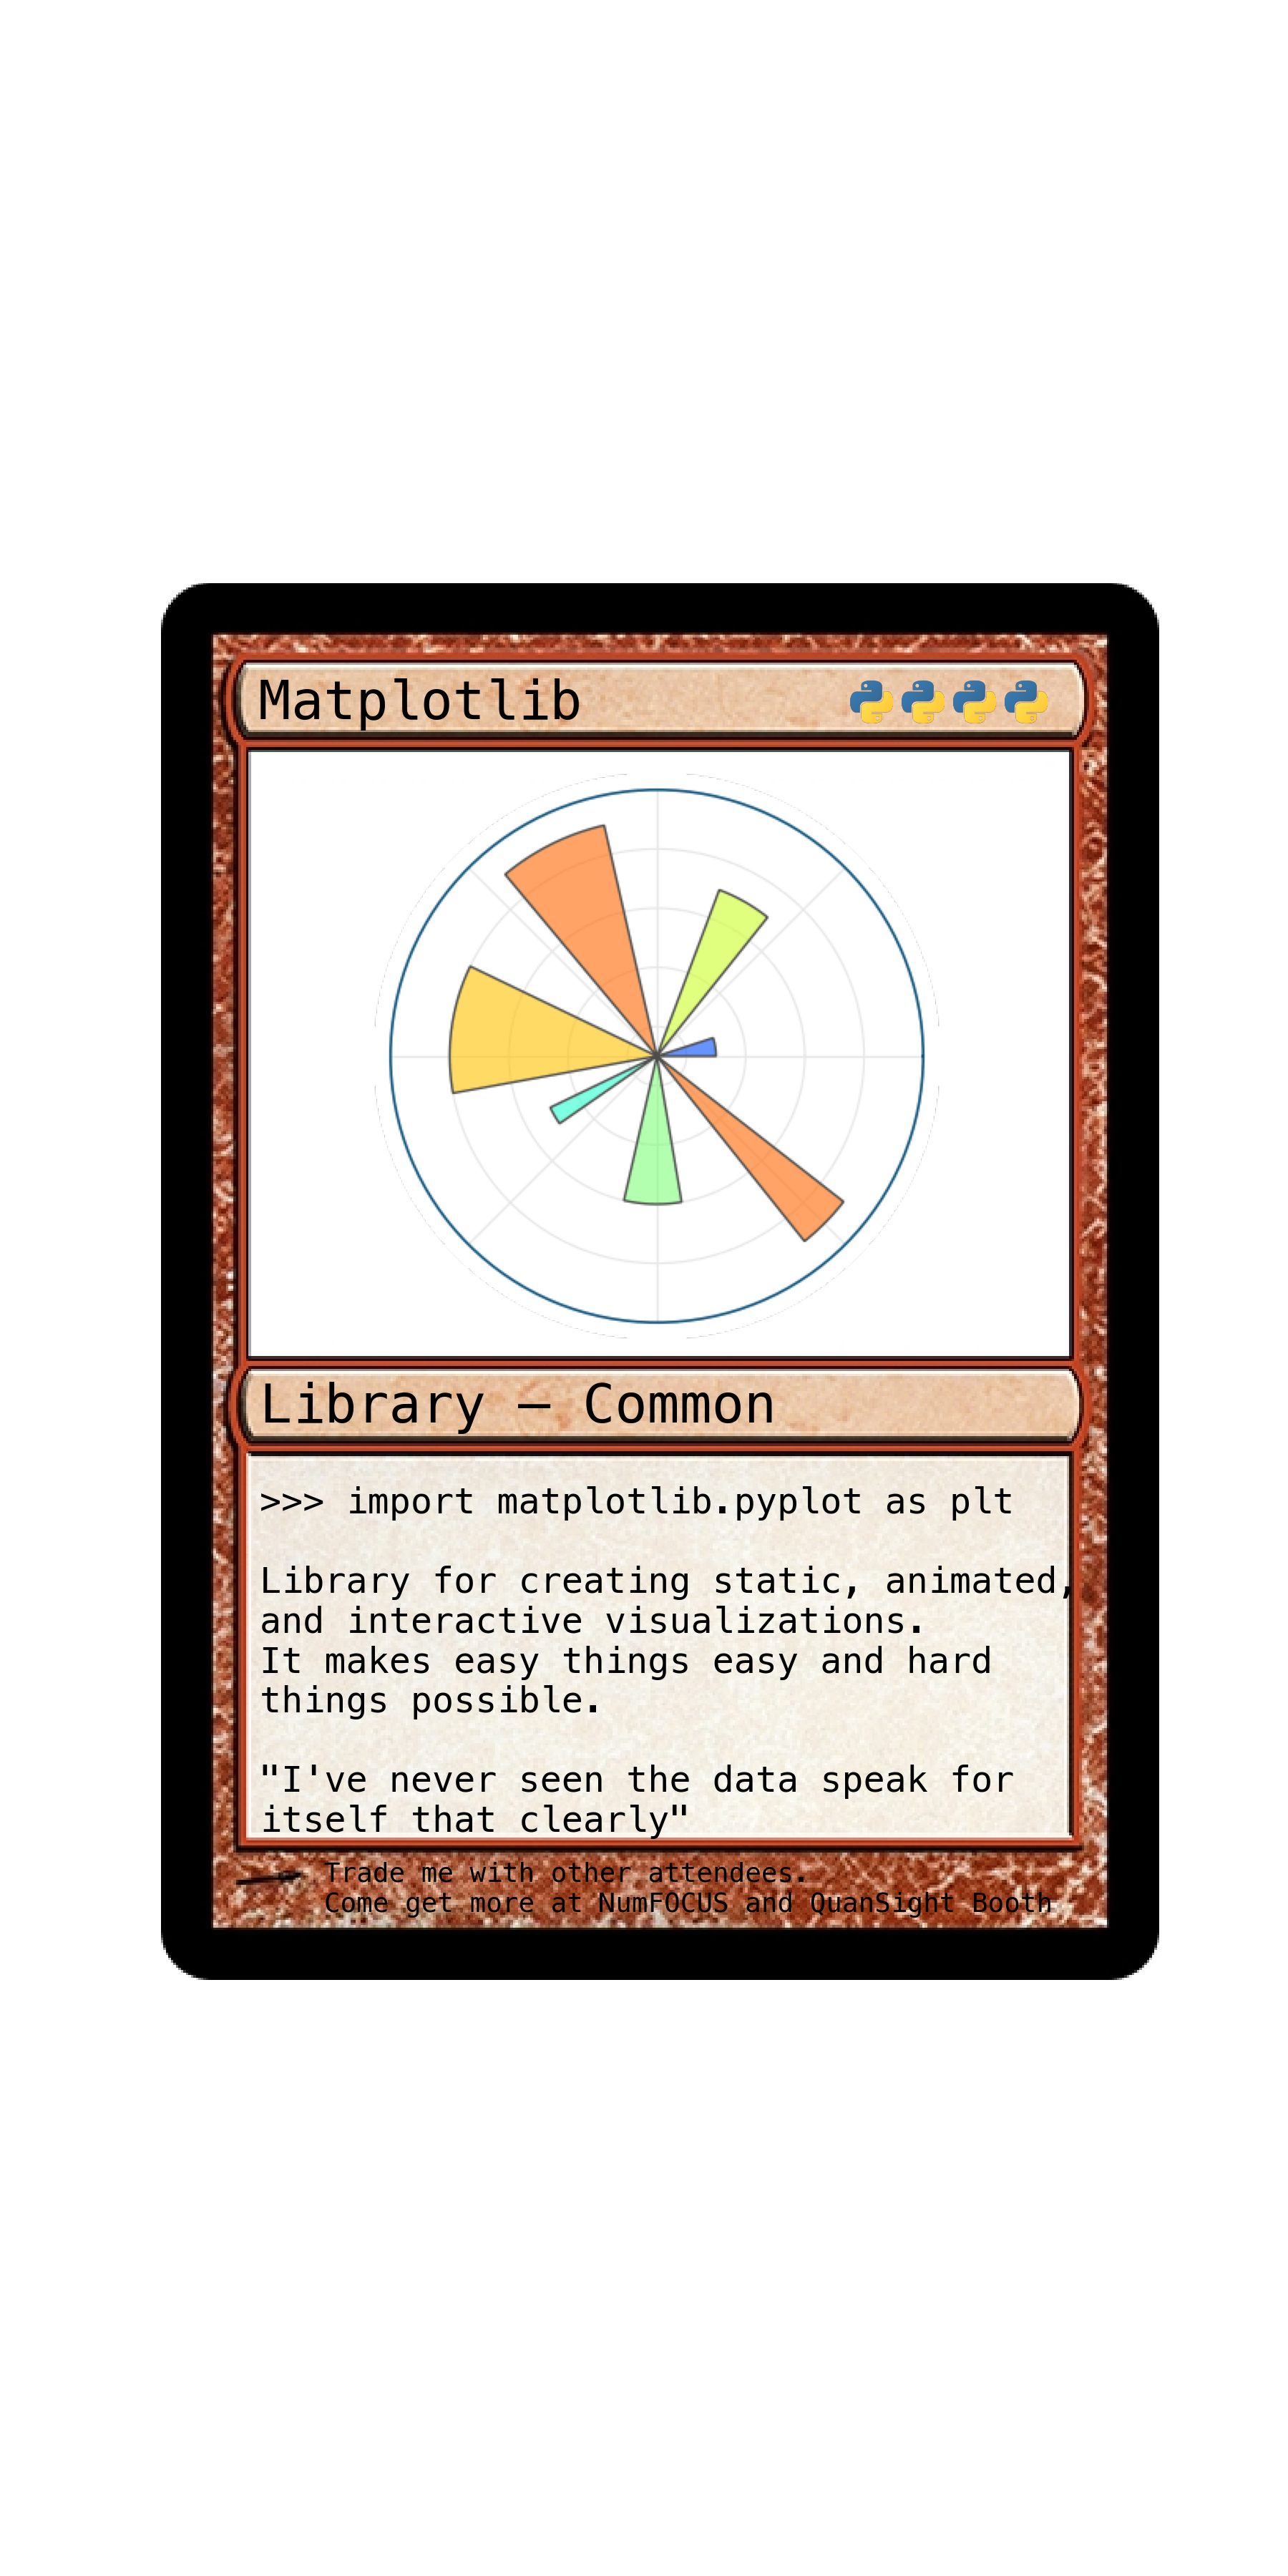 Matplotlib
Library — Common
>>> import matplotlib.pyplot as plt
Library for creating static, animated,
and interactive visualizations.
It makes easy things easy and hard
things possible.
"I've never seen the data speak for
itself that clearly"
Trade me with other attendees.
Come get more at NumFOCUS and QuanSight Booth